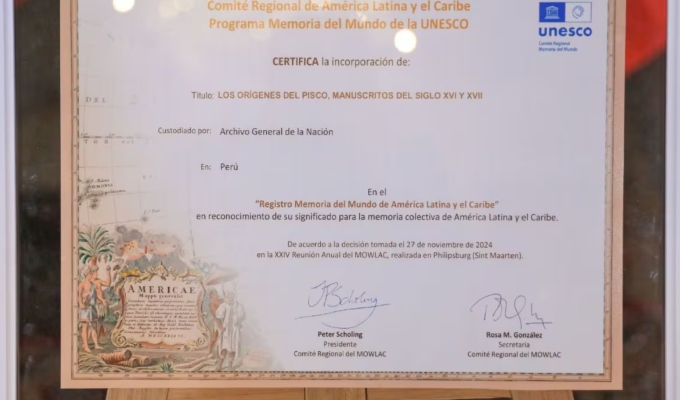 Comité Regional de América Latina y el Caribe
Programa Memoria del Mundo de la UNESCO
unesco
Comité Regional
Memoria del Mundo
CERTIFICA la incorporación de:
Título: LOS ORÍGENES DEL PISCO, MANUSCRITOS DEL SIGLO XVI Y XVII
Custodiado por: Archivo General de la Nación
En: Perú
En el
“Registro Memoria del Mundo de América Latina y el Caribe”
en reconocimiento de su significado para la memoria colectiva de América Latina y el Caribe.
De acuerdo a la decisión tomada el 27 de noviembre de 2024
en la XXIV Reunión Anual del MOWLAC, realizada en Philipsburg (Sint Maarten).
AMERICAE
Mappa generalis
Peter Scholing
Presidente
Comité Regional del MOWLAC
Rosa M. González
Secretaria
Comité Regional del MOWLAC